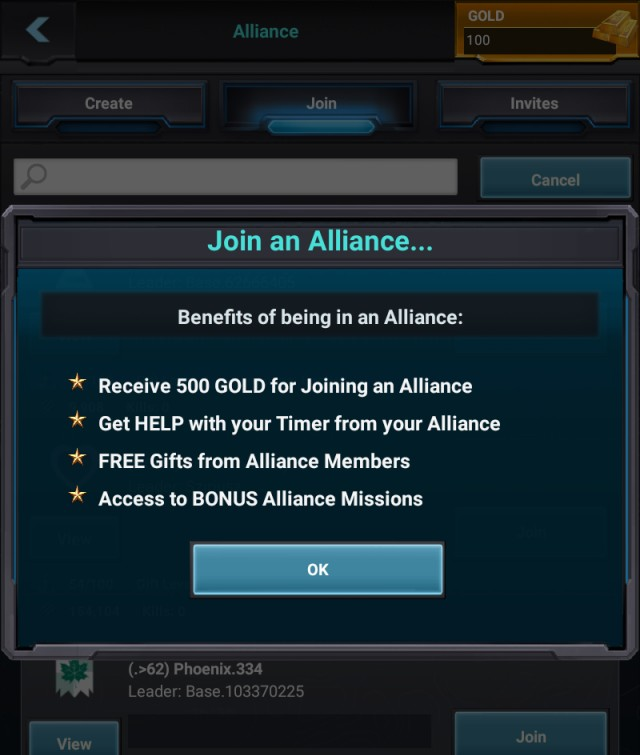 Alliance
GOLD
100
Create
Join
Invites
Cancel
Join an Alliance...
Benefits of being in an Alliance:
Receive 500 GOLD for Joining an Alliance
Get HELP with your Timer from your Alliance
FREE Gifts from Alliance Members
Access to BONUS Alliance Missions
OK
(.>62) Phoenix.334
Leader: Base.103370225
View
Join